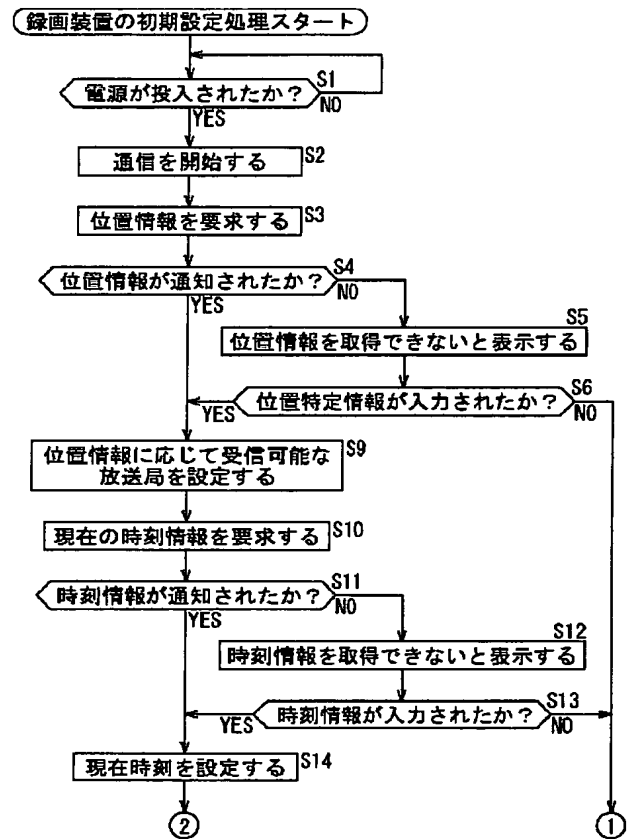 録画装置の初期設定処理スタート
電源が投入されたか？
S1
NO
YES
通信を開始する
S2
位置情報を要求する
S3
位置情報が通知されたか？
S4
NO
YES
位置情報を取得できないと表示する
S5
位置特定情報が入力されたか？
S6
YES
NO
位置情報に応じて受信可能な
放送局を設定する
S9
現在の時刻情報を要求する
S10
時刻情報が通知されたか？
S11
NO
YES
時刻情報を取得できないと表示する
S12
時刻情報が入力されたか？
S13
YES
NO
現在時刻を設定する
S14
②
①